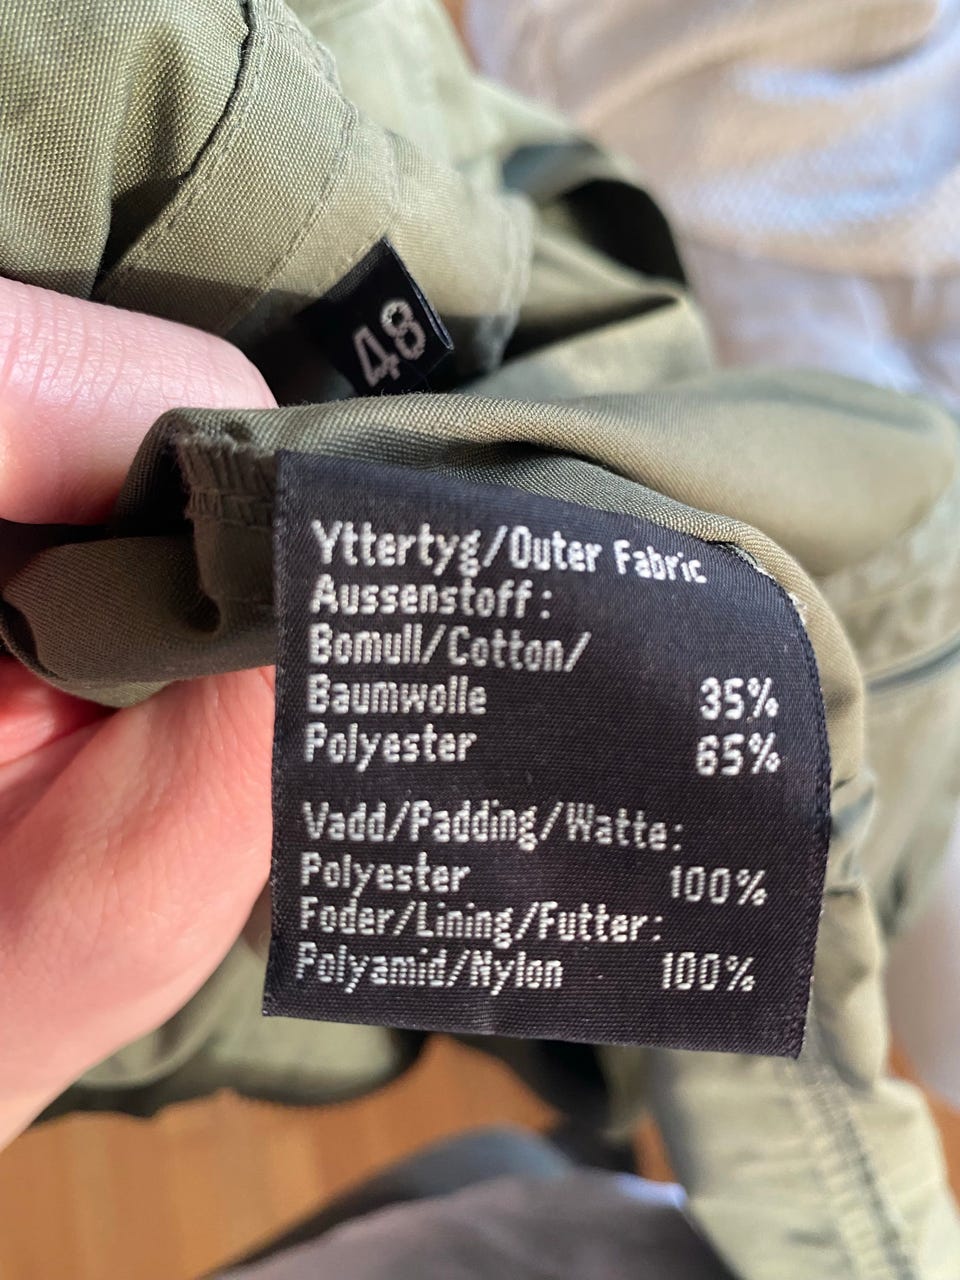 48
Yttertyg/Outer Fabric
Aussenstoff:
Bomull/Cotton/
Baumwolle 35%
Polyester 65%
Vadd/Padding/Watte:
Polyester 100%
Foder/Lining/Futter:
Polyamid/Nylon 100%